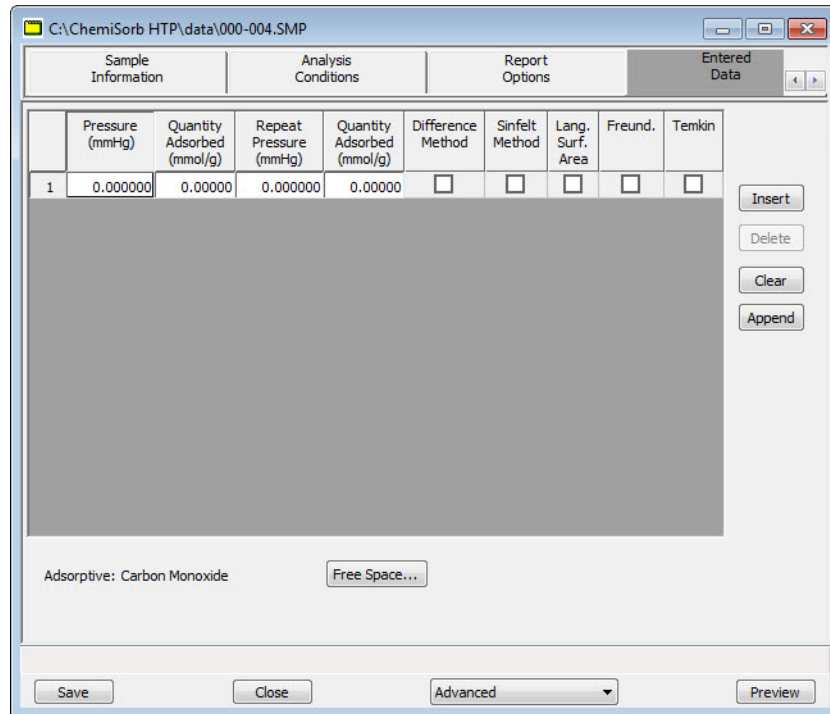 C:\ChemiSorb HTP\data\000-004.SMP
Sample Information
Analysis Conditions
Report Options
Entered Data
Pressure (mmHg)
Quantity Adsorbed (mmol/g)
Repeat Pressure (mmHg)
Quantity Adsorbed (mmol/g)
Difference Method
Sinfelt Method
Lang. Surf. Area
Freund.
Temkin
1 0.000000 0.00000 0.000000 0.00000
Insert
Delete
Clear
Append
Adsorptive: Carbon Monoxide
Free Space...
Save
Close
Advanced
Preview